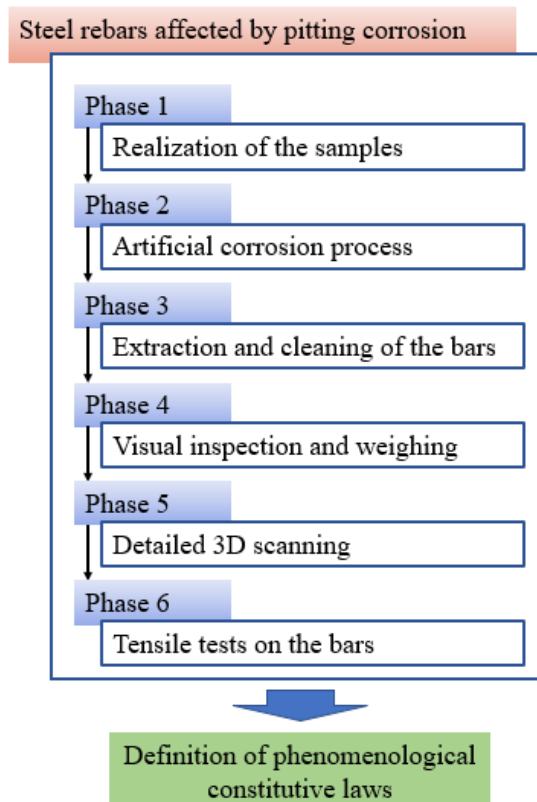 Steel rebars affected by pitting corrosion
Phase 1
Realization of the samples
Phase 2
Artificial corrosion process
Phase 3
Extraction and cleaning of the bars
Phase 4
Visual inspection and weighing
Phase 5
Detailed 3D scanning
Phase 6
Tensile tests on the bars
Definition of phenomenological
constitutive laws